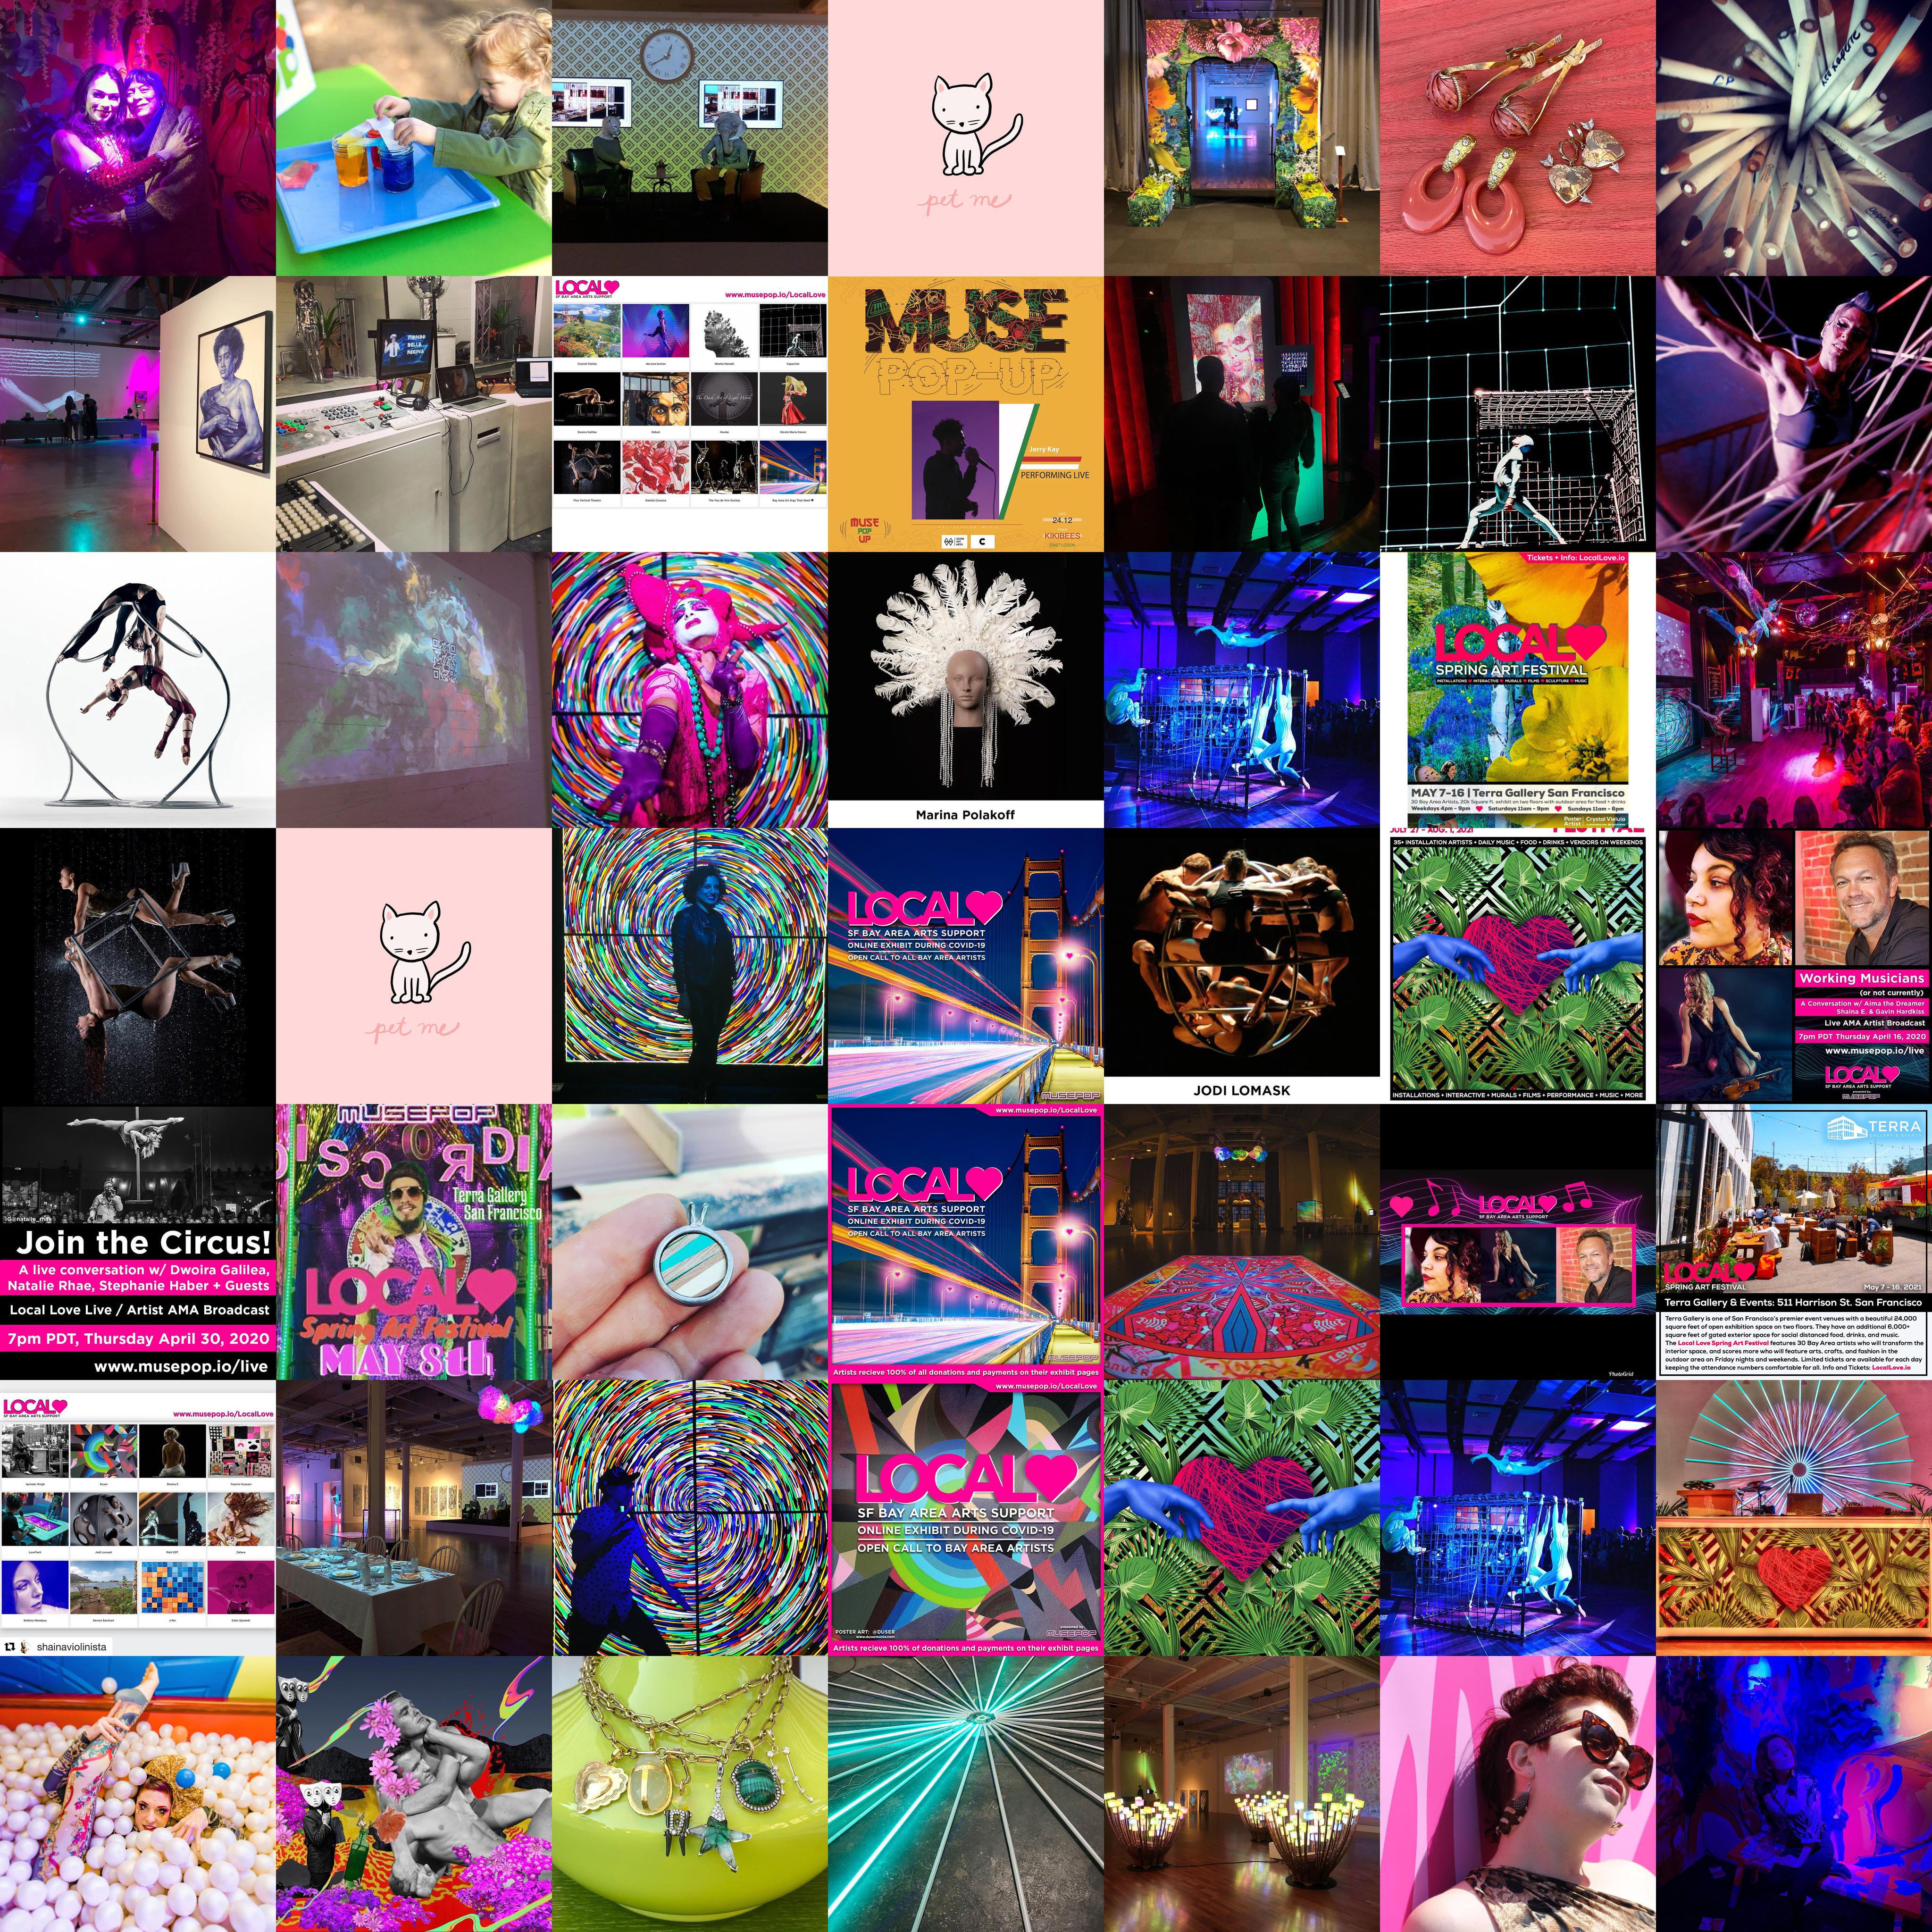 pet me
LOCAL
SF BAY AREA ARTS SUPPORT
www.musepop.io/LocalLove
MUSE
POP-UP
Jerry Kay
PERFORMING LIVE
MUSE
POP
UP
24.12
KIKIBEES
Marina Polakoff
Tickets + Info: LocalLove.io
LOCAL
SPRING ART FESTIVAL
INSTALLATIONS INTERACTIVE MURALS FILMS SCULPTURE MUSIC
MAY 7-16 | Terra Gallery San Francisco
30 Bay Area Artists, 20k Square ft. exhibit on two floors with outdoor area for food + drinks
Weekdays 4pm - 9pm Saturdays 11am - 9pm Sundays 11am - 6pm
Poster
Artist
pet me
LOCAL
SF BAY AREA ARTS SUPPORT
ONLINE EXHIBIT DURING COVID-19
OPEN CALL TO ALL BAY AREA ARTISTS
MUSEPOP
JODI LOMASK
JULY 27 - AUG. 1, 2021
FESTIVAL
35+ INSTALLATION ARTISTS + DAILY MUSIC + FOOD + DRINKS + VENDORS ON WEEKENDS
INSTALLATIONS + INTERACTIVE + MURALS + FILMS + PERFORMANCE + MUSIC + MORE
Working Musicians
(or not currently)
A Conversation w/ Aima the Dreamer
Shaina E. & Gavin Hardkiss
Live AMA Artist Broadcast
7pm PDT Thursday April 16, 2020
www.musepop.io/live
LOCAL
SF BAY AREA ARTS SUPPORT
MUSEPOP
Join the Circus!
A live conversation w/ Dwoira Galilea,
Natalie Rhae, Stephanie Haber + Guests
Local Love Live / Artist AMA Broadcast
7pm PDT, Thursday April 30, 2020
www.musepop.io/live
MUSEPOP
Terra Gallery
San Francisco
LOCAL
Spring Art Festival
MAY 8th
www.musepop.io/LocalLove
LOCAL
SF BAY AREA ARTS SUPPORT
ONLINE EXHIBIT DURING COVID-19
OPEN CALL TO ALL BAY AREA ARTISTS
MUSEPOP
Artists recieve 100% of all donations and payments on their exhibit pages
LOCAL
SF BAY AREA ARTS SUPPORT
PhotoGrid
TERRA
LOCAL
SPRING ART FESTIVAL
May 7 - 16, 2021
Terra Gallery & Events: 511 Harrison St. San Francisco
Terra Gallery is one of San Francisco's premier event venues with a beautiful 24,000
square feet of open exhibition space on two floors. They have an additional 6,000+
square feet of gated exterior space for social distanced food, drinks, and music.
The Local Love Spring Art Festival features 30 Bay Area artists who will transform the
interior space, and scores more who will feature arts, crafts, and fashion in the
outdoor area on Friday nights and weekends. Limited tickets are available for each day
keeping the attendance numbers comfortable for all. Info and Tickets: LocalLove.io
LOCAL
SF BAY AREA ARTS SUPPORT
www.musepop.io/LocalLove
shainaviolinista
www.musepop.io/LocalLove
LOCAL
SF BAY AREA ARTS SUPPORT
ONLINE EXHIBIT DURING COVID-19
OPEN CALL TO BAY AREA ARTISTS
POSTER ART: @DUSER
MUSEPOP
Artists recieve 100% of donations and payments on their exhibit pages